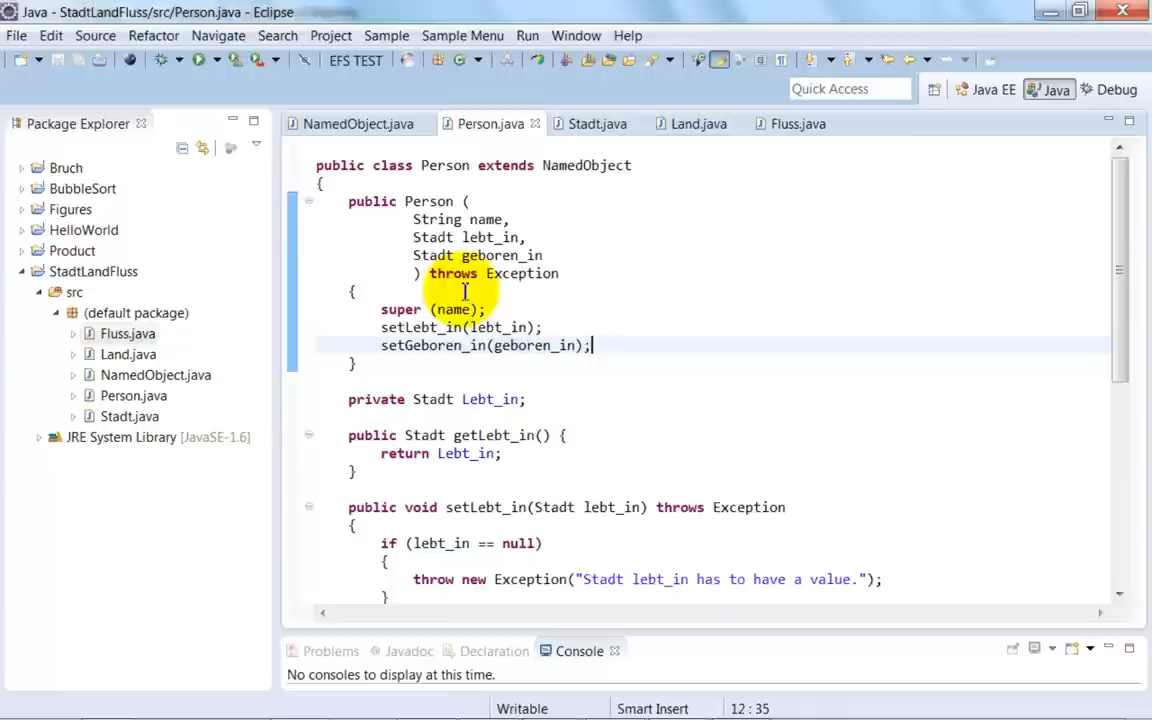 Java - StadtLandFluss/src/Person.java - Eclipse
File Edit Source Refactor Navigate Search Project Sample Sample Menu Run Window Help
EFS TEST
Quick Access
Java EE Java Debug
Package Explorer
NamedObject.java Person.java Stadt.java Land.java Fluss.java
Bruch
BubbleSort
Figures
HelloWorld
Product
StadtLandFluss
src
(default package)
Fluss.java
Land.java
NamedObject.java
Person.java
Stadt.java
JRE System Library [JavaSE-1.6]
public class Person extends NamedObject
{
public Person (
String name,
Stadt lebt_in,
Stadt geboren_in
) throws Exception
{
super (name);
setLebt_in(lebt_in);
setGeboren_in(geboren_in);
}
private Stadt Lebt_in;
public Stadt getLebt_in() {
return Lebt_in;
}
public void setLebt_in(Stadt lebt_in) throws Exception
{
if (lebt_in == null)
{
throw new Exception("Stadt lebt_in has to have a value.");
}
Problems Javadoc Declaration Console
No consoles to display at this time.
Writable Smart Insert 12 : 35